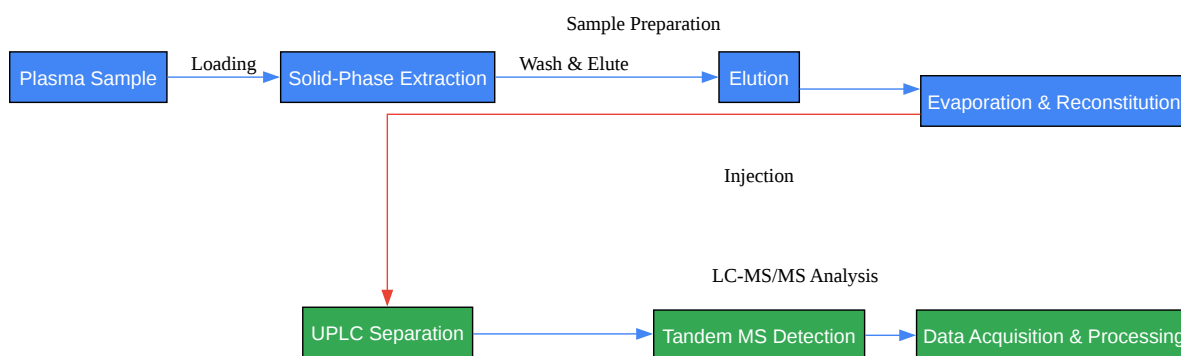 Sample Preparation
Plasma Sample
Loading
Solid-Phase Extraction
Wash & Elute
Elution
Evaporation & Reconstitution
Injection
LC-MS/MS Analysis
UPLC Separation
Tandem MS Detection
Data Acquisition & Processing